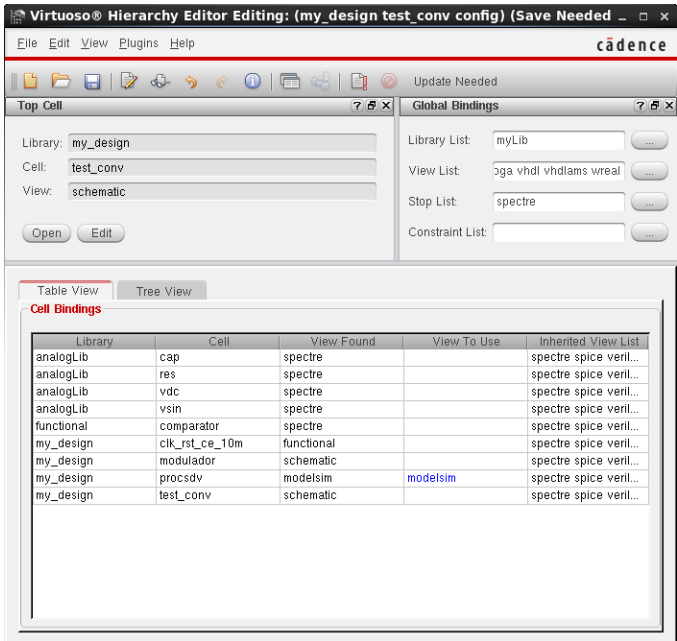 Virtuoso® Hierarchy Editor Editing: (my_design test_conv config) (Save Needed
File Edit View Plugins Help
cādence
Update Needed
Top Cell
Library: my_design
Cell: test_conv
View: schematic
Open Edit
Global Bindings
Library List: myLib ...
View List: oga vhdl vhdlams wreal ...
Stop List: spectre ...
Constraint List: ...
Table View Tree View
Cell Bindings
Library Cell View Found View To Use Inherited View List
analogLib cap spectre spectre spice veril...
analogLib res spectre spectre spice veril...
analogLib vdc spectre spectre spice veril...
analogLib vsin spectre spectre spice veril...
functional comparator spectre spectre spice veril...
my_design clk_rst_ce_10m functional spectre spice veril...
my_design modulador schematic spectre spice veril...
my_design procsdv modelsim modelsim spectre spice veril...
my_design test_conv schematic spectre spice veril...